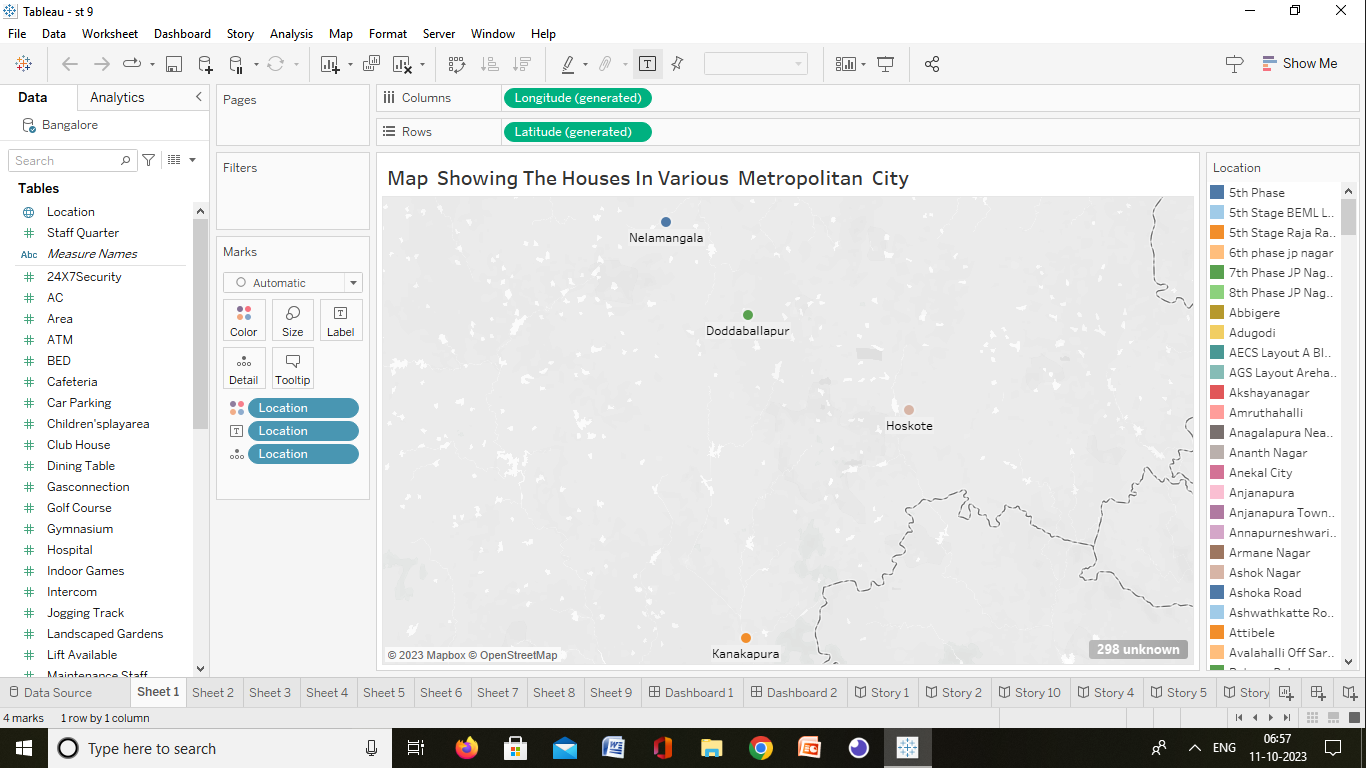 Tableau - st 9
File Data Worksheet Dashboard Story Analysis Map Format Server Window Help
Show Me
Data Analytics
Bangalore
Search
Tables
Location
Staff Quarter
Abc Measure Names
24X7Security
AC
Area
ATM
BED
Cafeteria
Car Parking
Children'splayarea
Club House
Dining Table
Gasconnection
Golf Course
Gymnasium
Hospital
Indoor Games
Intercom
Jogging Track
Landscaped Gardens
Lift Available
Maintenance Staff
Pages
Filters
Marks
Automatic
Color Size Label
Detail Tooltip
Location
Location
Location
Columns Longitude (generated)
Rows Latitude (generated)
Map Showing The Houses In Various Metropolitan City
Nelamangala
Doddaballapur
Hoskote
Kanakapura
© 2023 Mapbox © OpenStreetMap
298 unknown
Location
5th Phase
5th Stage BEML L..
5th Stage Raja Ra..
6th phase jp nagar
7th Phase JP Nag..
8th Phase JP Nag..
Abbigere
Adugodi
AECS Layout A Bl..
AGS Layout Areha..
Akshayanagar
Amruthahalli
Anagalapura Nea..
Ananth Nagar
Anekal City
Anjanapura
Anjanapura Town..
Annapurneshwari..
Armane Nagar
Ashok Nagar
Ashoka Road
Ashwathkatte Ro..
Attibele
Avalahalli Off Sar..
Data Source Sheet 1 Sheet 2 Sheet 3 Sheet 4 Sheet 5 Sheet 6 Sheet 7 Sheet 8 Sheet 9 Dashboard 1 Dashboard 2 Story 1 Story 2 Story 10 Story 4 Story 5 Story
4 marks 1 row by 1 column
Type here to search
ENG
06:57
11-10-2023